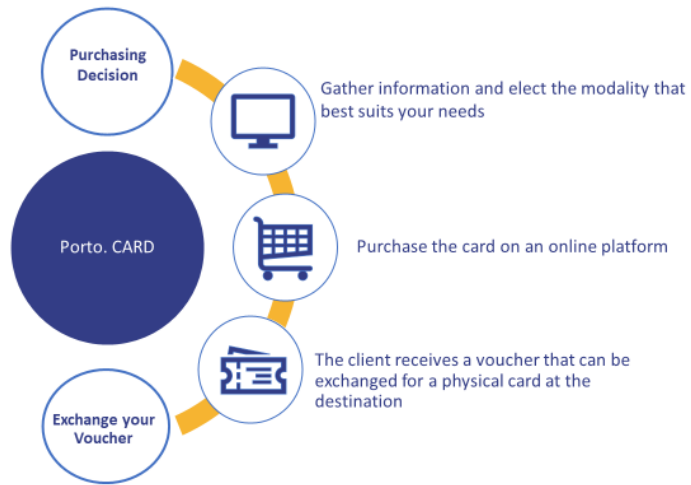 Purchasing
Decision
Gather information and elect the modality that
best suits your needs
Porto. CARD
Purchase the card on an online platform
The client receives a voucher that can be
exchanged for a physical card at the
destination
Exchange your
Voucher